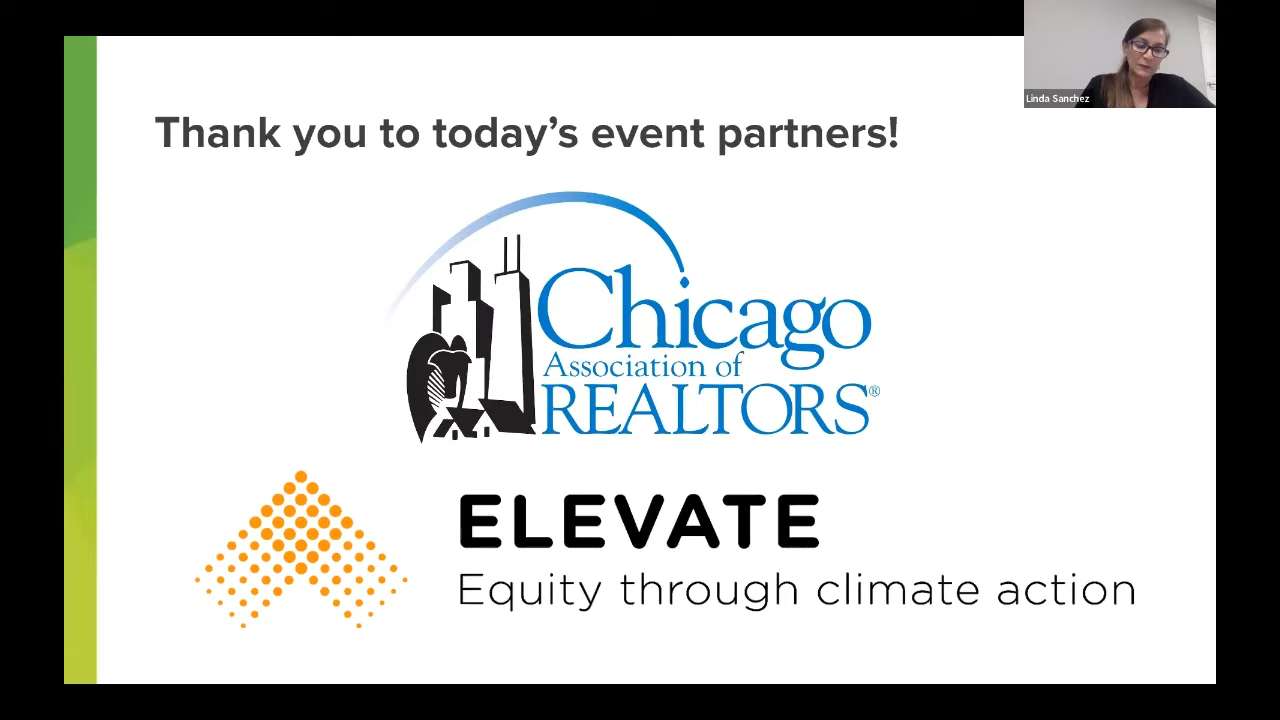 Linda Sanchez
Thank you to today’s event partners!
Chicago
Association of
REALTORS®
ELEVATE
Equity through climate action